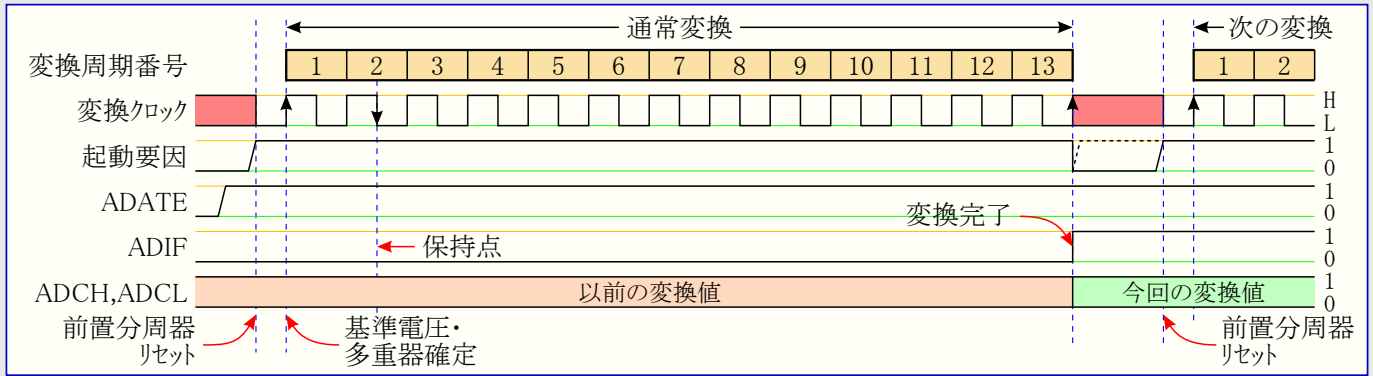 通常変換
次の変換
変換周期番号 1 2 3 4 5 6 7 8 9 10 11 12 13 1 2
変換クロック H L
起動要因 1 0
ADATE 1 0
変換完了
ADIF 保持点 1 0
ADCH,ADCL 以前の変換値 今回の変換値 1 0
前置分周器
リセット
基準電圧・
多重器確定
前置分周器
リセット